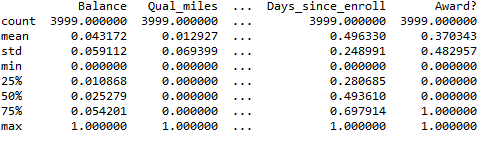 Balance Qual_miles ... Days_since_enroll Award?
count 3999.000000 3999.000000 ... 3999.000000 3999.000000
mean 0.043172 0.012927 ... 0.496330 0.370343
std 0.059112 0.069399 ... 0.248991 0.482957
min 0.000000 0.000000 ... 0.000000 0.000000
25% 0.010868 0.000000 ... 0.280685 0.000000
50% 0.025279 0.000000 ... 0.493610 0.000000
75% 0.054201 0.000000 ... 0.697914 1.000000
max 1.000000 1.000000 ... 1.000000 1.000000